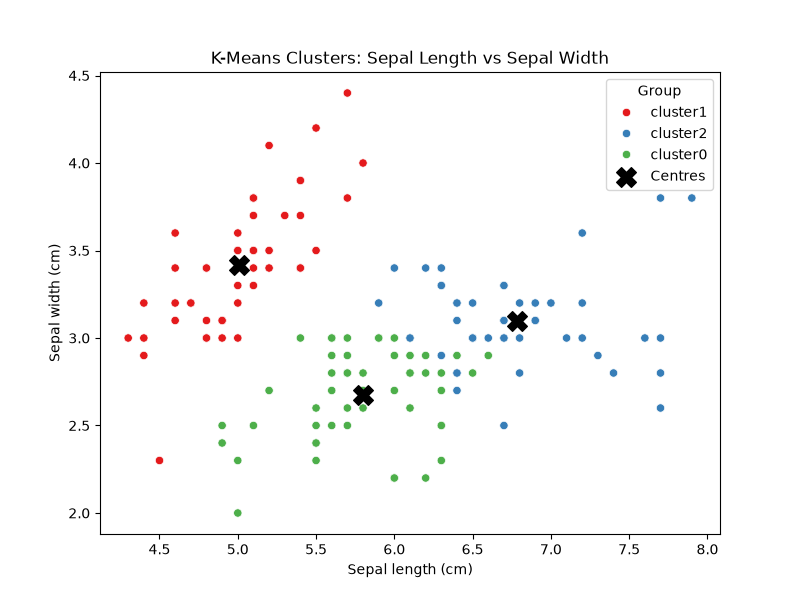 K-Means Clusters: Sepal Length vs Sepal Width
Group
cluster1
cluster2
cluster0
Centres
4.5
4.0
3.5
3.0
2.5
2.0
Sepal width (cm)
4.5 5.0 5.5 6.0 6.5 7.0 7.5 8.0
Sepal length (cm)